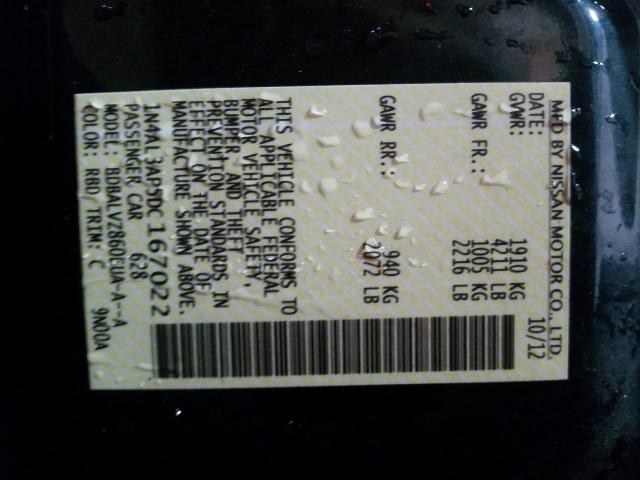 MFD BY NISSAN MOTOR CO., LTD.
DATE: 10/12
GVWR: 1910 KG
4211 LB
GAWR FR.: 1005 KG
2216 LB
GAWR RR.: 940 KG
2072 LB
THIS VEHICLE CONFORMS TO
ALL APPLICABLE FEDERAL
MOTOR VEHICLE SAFETY,
BUMPER AND THEFT
PREVENTION STANDARDS IN
EFFECT ON THE DATE OF
MANUFACTURE SHOWN ABOVE.
1N4AL3AP5DC167022
PASSENGER CAR 628
MODEL: BDBALVZ860EUA-A--A
COLOR: RBD/TRIM: C 9N00A